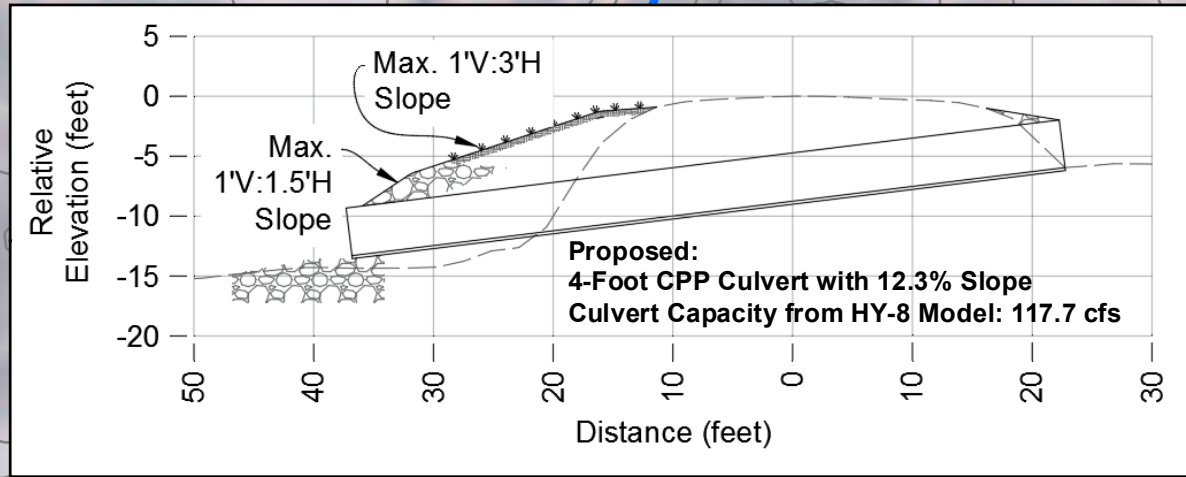 5
0
-5
-10
-15
-20
Relative
Elevation (feet)
Max. 1'V:3'H
Slope
Max.
1'V:1.5'H
Slope
Proposed:
4-Foot CPP Culvert with 12.3% Slope
Culvert Capacity from HY-8 Model: 117.7 cfs
50
40
30
20
10
0
10
20
30
Distance (feet)